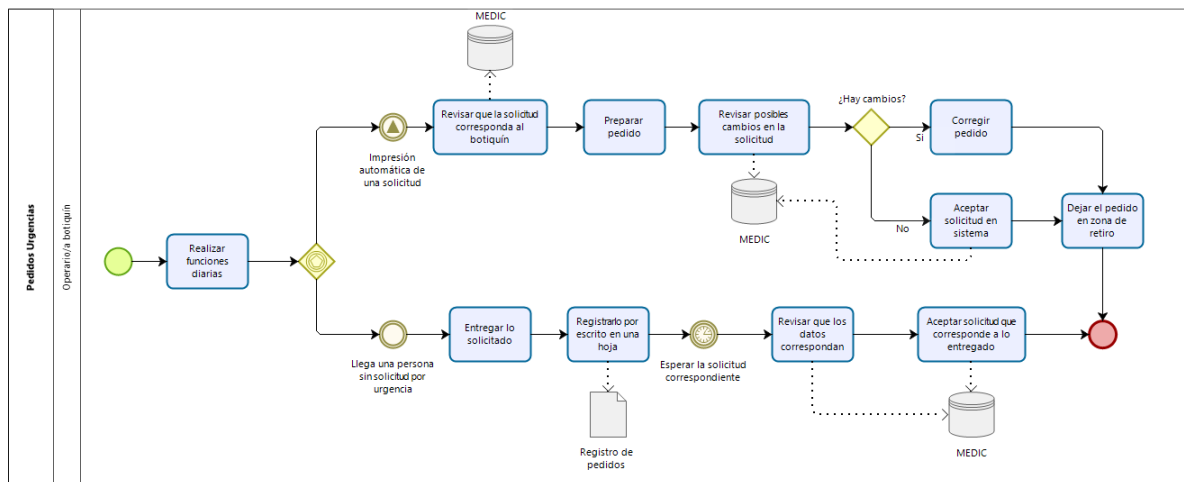 Pedidos Urgencias
Operario/a botiquín
MEDIC
¿Hay cambios?
Revisar que la solicitud
corresponda al
botiquín
Preparar
pedido
Revisar posibles
cambios en la
solicitud
Corregir
pedido
Si
Impresión
automática de
una solicitud
MEDIC
No
Aceptar
solicitud en
sistema
Dejar el pedido
en zona de
retiro
Realizar
funciones
diarias
Entregar lo
solicitado
Registrarlo por
escrito en una
hoja
Revisar que los
datos
correspondan
Aceptar solicitud que
corresponde a lo
entregado
Llega una persona
sin solicitud por
urgencia
Esperar la solicitud
correspondiente
Registro de
pedidos
MEDIC